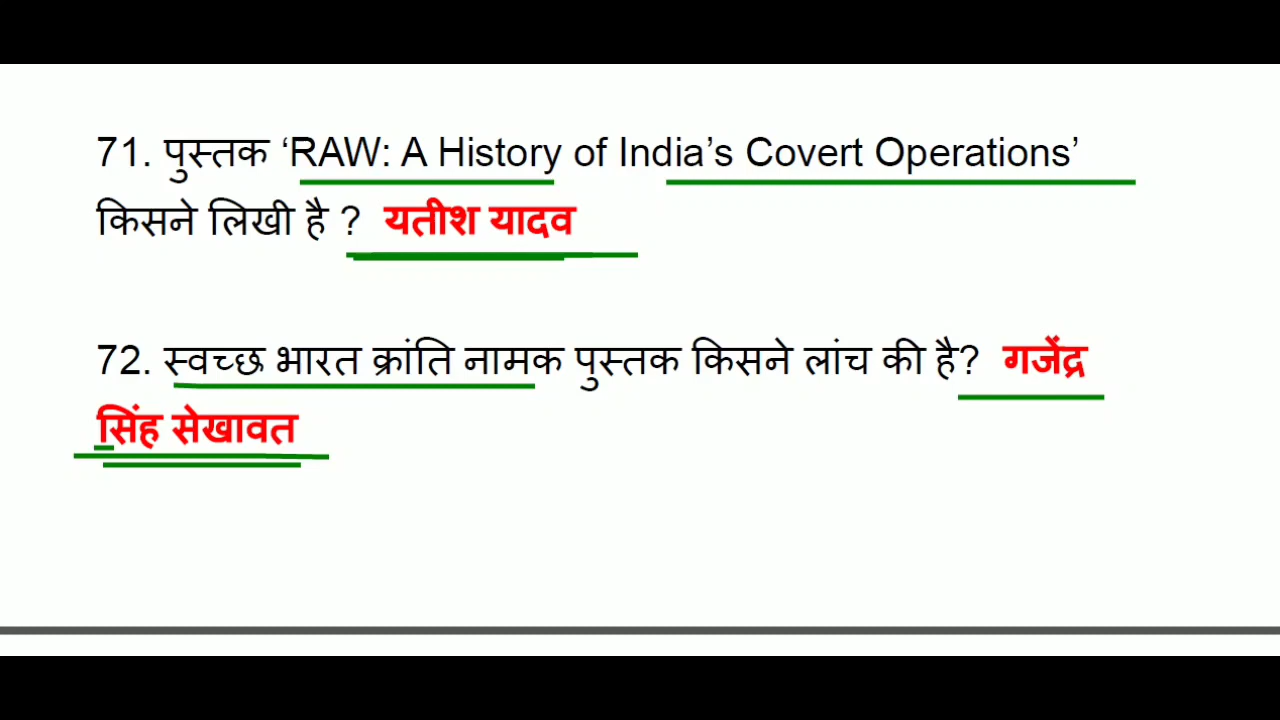 71. पुस्तक ‘RAW: A History of India’s Covert Operations’
किसने लिखी है ? यतीश यादव
72. स्वच्छ भारत क्रांति नामक पुस्तक किसने लांच की है? गजेंद्र
सिंह सेखावत